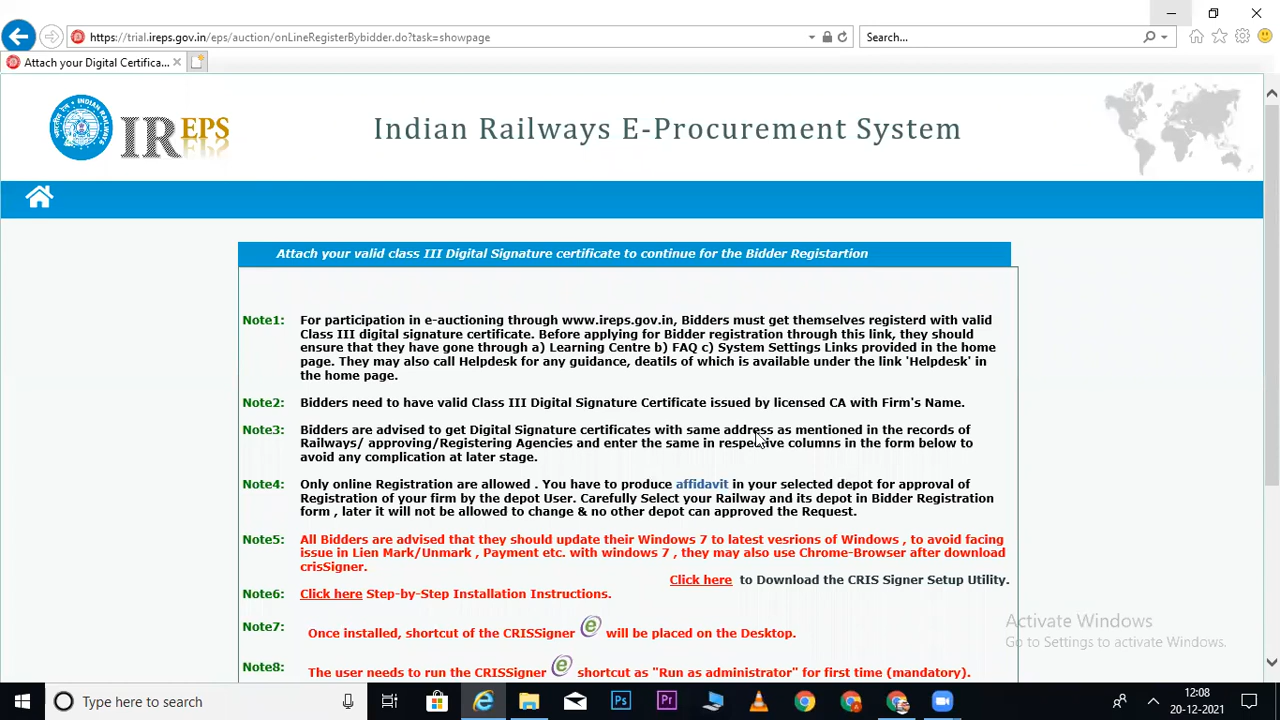 https://trial.ireps.gov.in/eps/auction/onLineRegisterBybidder.do?task=showpage
Search...
Attach your Digital Certifica...
IREPS
Indian Railways E-Procurement System
Attach your valid class III Digital Signature certificate to continue for the Bidder Registartion
Note1: For participation in e-auctioning through www.ireps.gov.in, Bidders must get themselves registerd with valid
Class III digital signature certificate. Before applying for Bidder registration through this link, they should
ensure that they have gone through a) Learning Centre b) FAQ c) System Settings Links provided in the home
page. They may also call Helpdesk for any guidance, deatils of which is available under the link 'Helpdesk' in
the home page.
Note2: Bidders need to have valid Class III Digital Signature Certificate issued by licensed CA with Firm's Name.
Note3: Bidders are advised to get Digital Signature certificates with same address as mentioned in the records of
Railways/ approving/Registering Agencies and enter the same in respective columns in the form below to
avoid any complication at later stage.
Note4: Only online Registration are allowed . You have to produce affidavit in your selected depot for approval of
Registration of your firm by the depot User. Carefully Select your Railway and its depot in Bidder Registration
form , later it will not be allowed to change & no other depot can approved the Request.
Note5: All Bidders are advised that they should update their Windows 7 to latest vesrions of Windows , to avoid facing
issue in Lien Mark/Unmark , Payment etc. with windows 7 , they may also use Chrome-Browser after download
crisSigner.
Click here to Download the CRIS Signer Setup Utility.
Note6: Click here Step-by-Step Installation Instructions.
Note7: Once installed, shortcut of the CRISSigner will be placed on the Desktop.
Note8: The user needs to run the CRISSigner shortcut as "Run as administrator" for first time (mandatory).
Activate Windows
Go to Settings to activate Windows.
Type here to search
Ps
Pr
12:08
20-12-2021